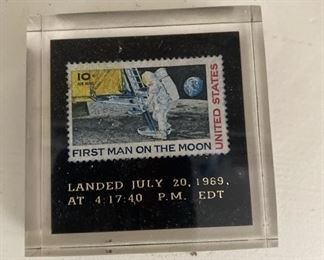 10¢
AIR MAIL
UNITED STATES
FIRST MAN ON THE MOON
LANDED JULY 20, 1969,
AT 4:17:40 P.M. EDT